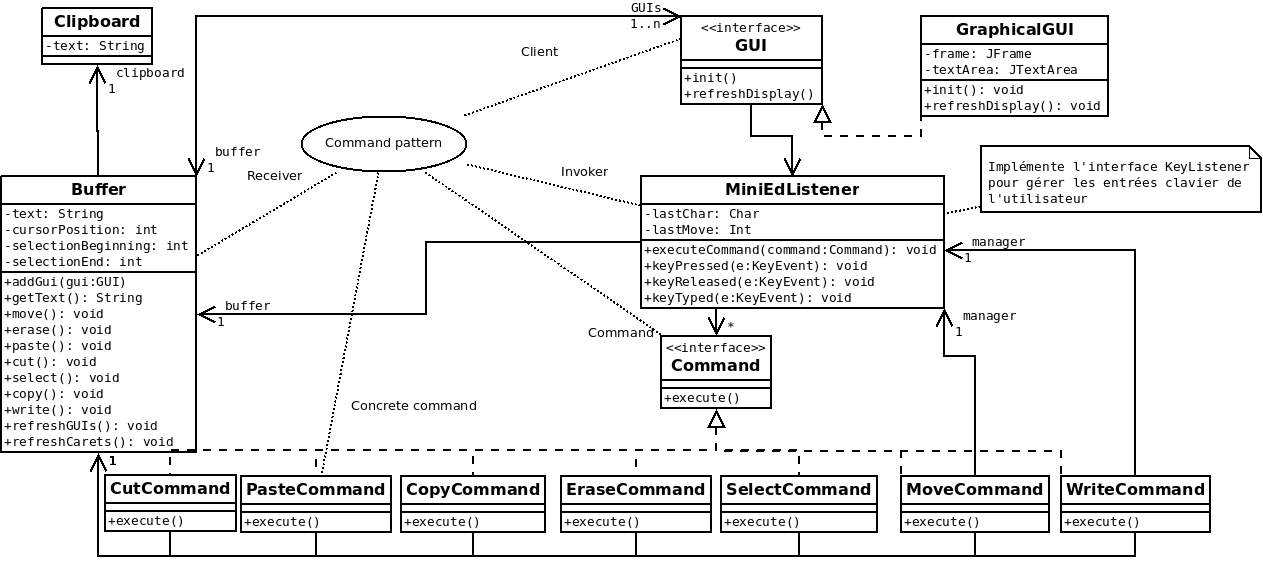 Clipboard
-text: String
clipboard
1
GUIs
1..n
<<interface>>
GUI
+init()
+refreshDisplay()
GraphicalGUI
-frame: JFrame
-textArea: JTextArea
+init(): void
+refreshDisplay(): void
Client
Command pattern
buffer
1
Receiver
Invoker
Implémente l'interface KeyListener
pour gérer les entrées clavier de
l'utilisateur
Buffer
-text: String
-cursorPosition: int
-selectionBeginning: int
-selectionEnd: int
+addGui(gui:GUI)
+getText(): String
+move(): void
+erase(): void
+paste(): void
+cut(): void
+select(): void
+copy(): void
+write(): void
+refreshGUIs(): void
+refreshCarets(): void
MiniEdListener
-lastChar: Char
-lastMove: Int
+executeCommand(command:Command): void
+keyPressed(e:KeyEvent): void
+keyReleased(e:KeyEvent): void
+keyTyped(e:KeyEvent): void
manager
1
buffer
1
manager
1
Command
*
<<interface>>
Command
+execute()
Concrete command
1
CutCommand
+execute()
PasteCommand
+execute()
CopyCommand
+execute()
EraseCommand
+execute()
SelectCommand
+execute()
MoveCommand
+execute()
WriteCommand
+execute()